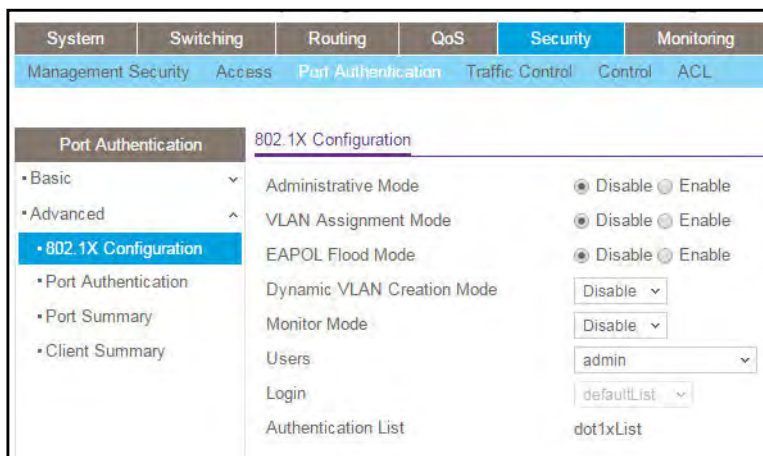 System Switching Routing QoS Security Monitoring
Management Security Access Port Authentication Traffic Control Control ACL
Port Authentication
Basic
Advanced
802.1X Configuration
Port Authentication
Port Summary
Client Summary
802.1X Configuration
Administrative Mode Disable Enable
VLAN Assignment Mode Disable Enable
EAPOL Flood Mode Disable Enable
Dynamic VLAN Creation Mode Disable
Monitor Mode Disable
Users admin
Login defaultList
Authentication List dot1xList